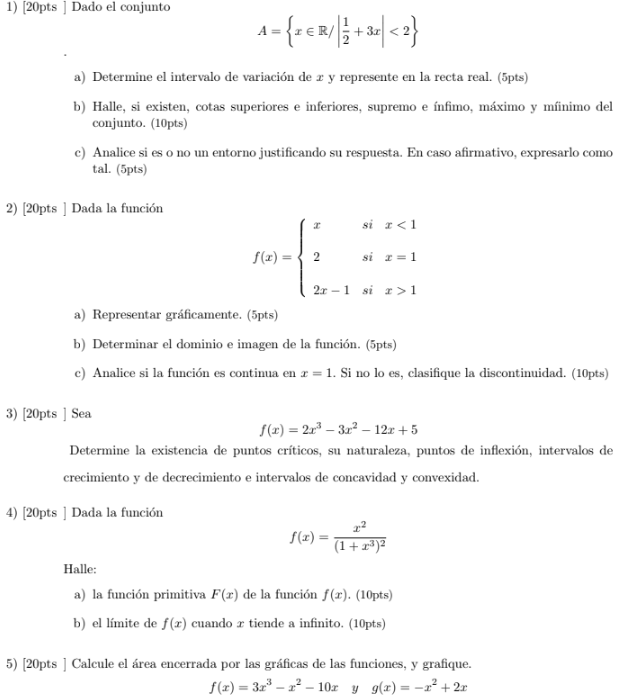 1) [20pts ] Dado el conjunto
A = { x ∈ ℝ/ |1/2 + 3x| < 2 }
.
a) Determine el intervalo de variación de x y represente en la recta real. (5pts)
b) Halle, si existen, cotas superiores e inferiores, supremo e ínfimo, máximo y míinimo del
conjunto. (10pts)
c) Analice si es o no un entorno justificando su respuesta. En caso afirmativo, expresarlo como
tal. (5pts)
2) [20pts ] Dada la función
f(x) = {
x si x < 1
2 si x = 1
2x − 1 si x > 1
a) Representar gráficamente. (5pts)
b) Determinar el dominio e imagen de la función. (5pts)
c) Analice si la función es continua en x = 1. Si no lo es, clasifique la discontinuidad. (10pts)
3) [20pts ] Sea
f(x) = 2x³ − 3x² − 12x + 5
Determine la existencia de puntos críticos, su naturaleza, puntos de inflexión, intervalos de
crecimiento y de decrecimiento e intervalos de concavidad y convexidad.
4) [20pts ] Dada la función
f(x) = x² / (1 + x³)²
Halle:
a) la función primitiva F(x) de la función f(x). (10pts)
b) el límite de f(x) cuando x tiende a infinito. (10pts)
5) [20pts ] Calcule el área encerrada por las gráficas de las funciones, y grafique.
f(x) = 3x³ − x² − 10x y g(x) = −x² + 2x